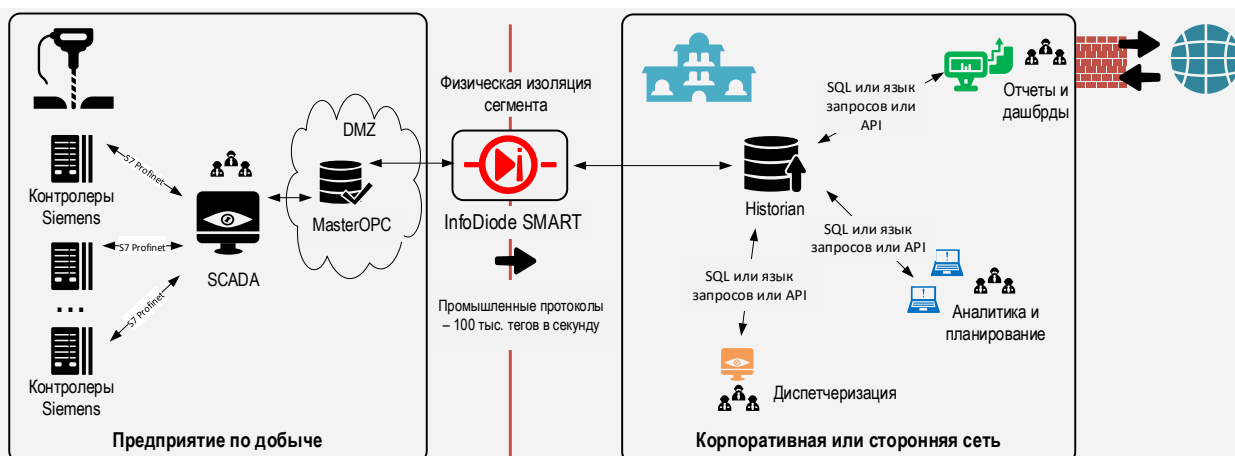 Контролеры
Siemens
Контролеры
Siemens
...
S7 Profinet
S7 Profinet
S7 Profinet
SCADA
DMZ
MasterOPC
Предприятие по добыче
Физическая изоляция
сегмента
InfoDiode SMART
Промышленные протоколы
– 100 тыс. тегов в секунду
Historian
SQL или язык
запросов или
API
Отчеты и
дашбрды
SQL или язык
запросов или API
Аналитика и
планирование
SQL или язык
запросов или API
Диспетчеризация
Корпоративная или сторонняя сеть